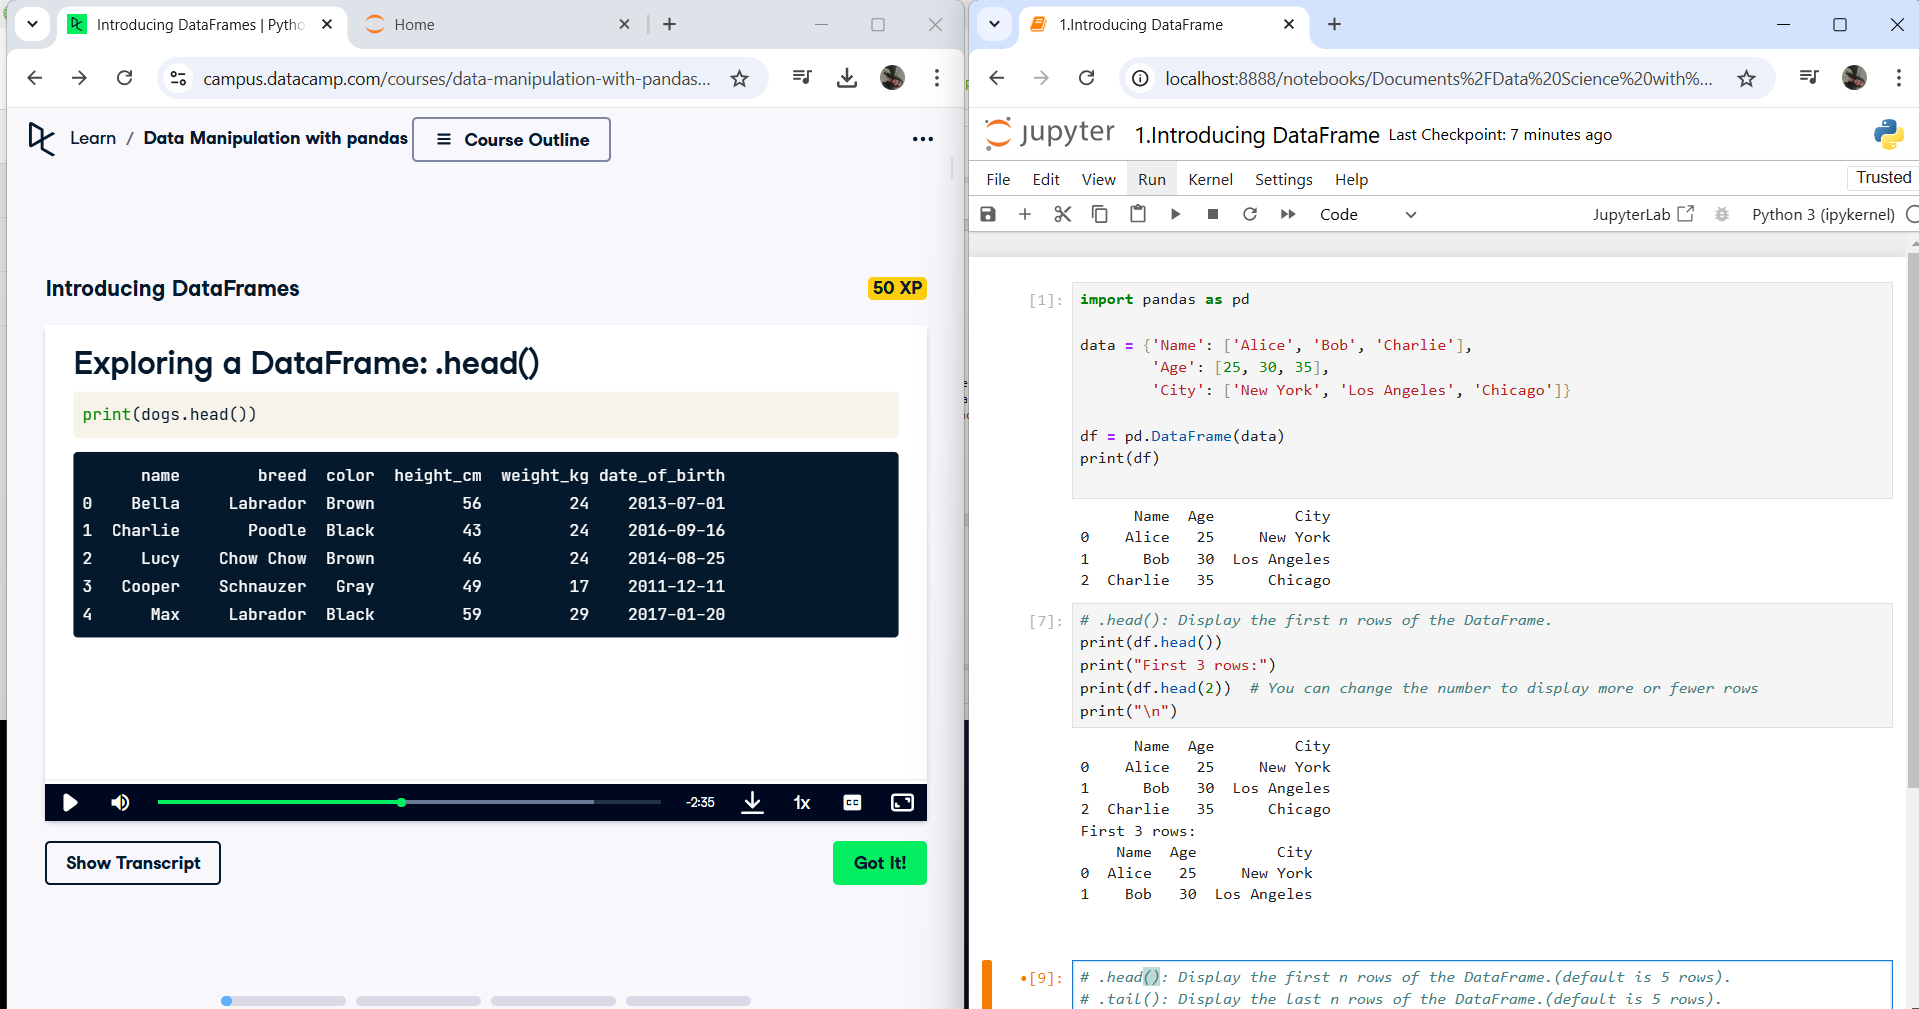 Introducing DataFrames | Pytho
Home
campus.datacamp.com/courses/data-manipulation-with-pandas...
Learn / Data Manipulation with pandas
Course Outline
Introducing DataFrames
50 XP
Exploring a DataFrame: .head()
print(dogs.head())
name breed color height_cm weight_kg date_of_birth
0 Bella Labrador Brown 56 24 2013-07-01
1 Charlie Poodle Black 43 24 2016-09-16
2 Lucy Chow Chow Brown 46 24 2014-08-25
3 Cooper Schnauzer Gray 49 17 2011-12-11
4 Max Labrador Black 59 29 2017-01-20
-2:35
1x
CC
Show Transcript
Got It!
1.Introducing DataFrame
localhost:8888/notebooks/Documents%2FData%20Science%20with%...
jupyter 1.Introducing DataFrame Last Checkpoint: 7 minutes ago
File Edit View Run Kernel Settings Help
Trusted
Code
JupyterLab
Python 3 (ipykernel)
[1]:
import pandas as pd
data = {'Name': ['Alice', 'Bob', 'Charlie'],
'Age': [25, 30, 35],
'City': ['New York', 'Los Angeles', 'Chicago']}
df = pd.DataFrame(data)
print(df)
Name Age City
0 Alice 25 New York
1 Bob 30 Los Angeles
2 Charlie 35 Chicago
[7]:
# .head(): Display the first n rows of the DataFrame.
print(df.head())
print("First 3 rows:")
print(df.head(2)) # You can change the number to display more or fewer rows
print("\n")
Name Age City
0 Alice 25 New York
1 Bob 30 Los Angeles
2 Charlie 35 Chicago
First 3 rows:
Name Age City
0 Alice 25 New York
1 Bob 30 Los Angeles
•[9]:
# .head(): Display the first n rows of the DataFrame.(default is 5 rows).
# .tail(): Display the last n rows of the DataFrame.(default is 5 rows).